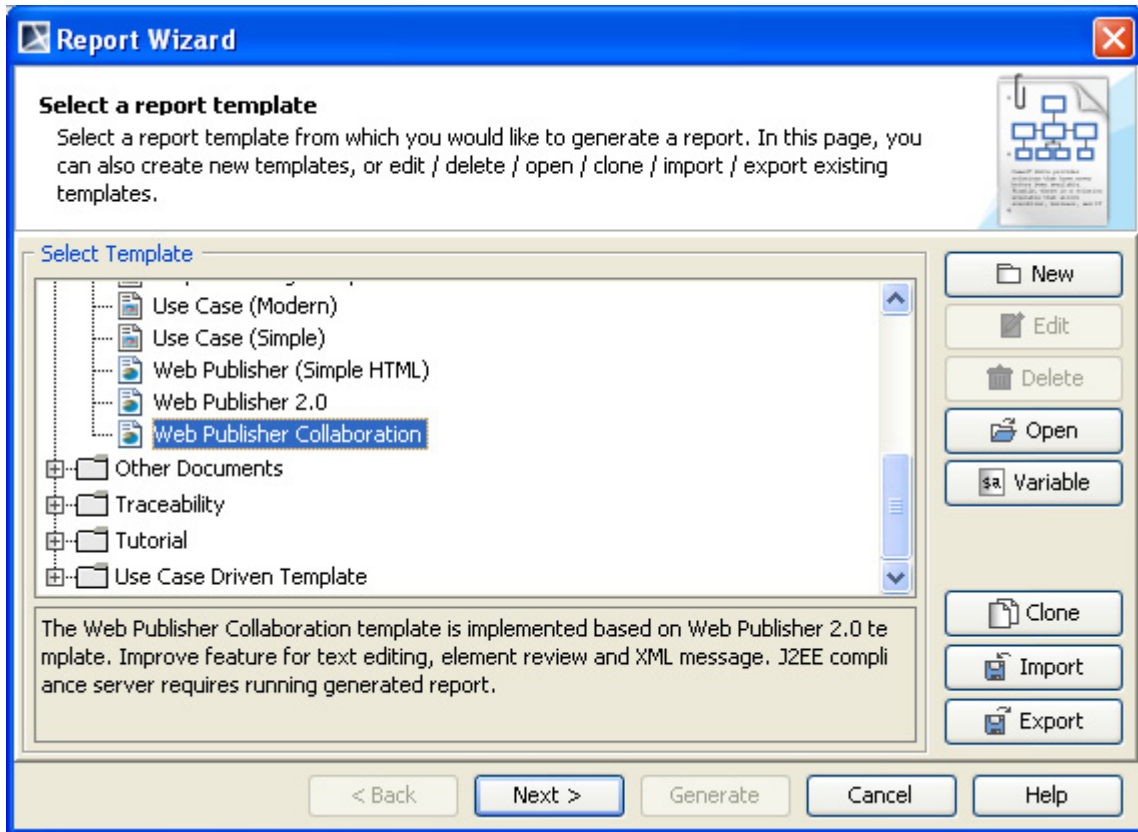 Report Wizard
Select a report template
Select a report template from which you would like to generate a report. In this page, you
can also create new templates, or edit / delete / open / clone / import / export existing
templates.
Select Template
Use Case (Modern)
Use Case (Simple)
Web Publisher (Simple HTML)
Web Publisher 2.0
Web Publisher Collaboration
Other Documents
Traceability
Tutorial
Use Case Driven Template
The Web Publisher Collaboration template is implemented based on Web Publisher 2.0 te
mplate. Improve feature for text editing, element review and XML message. J2EE compli
ance server requires running generated report.
New
Edit
Delete
Open
$a Variable
Clone
Import
Export
< Back
Next >
Generate
Cancel
Help